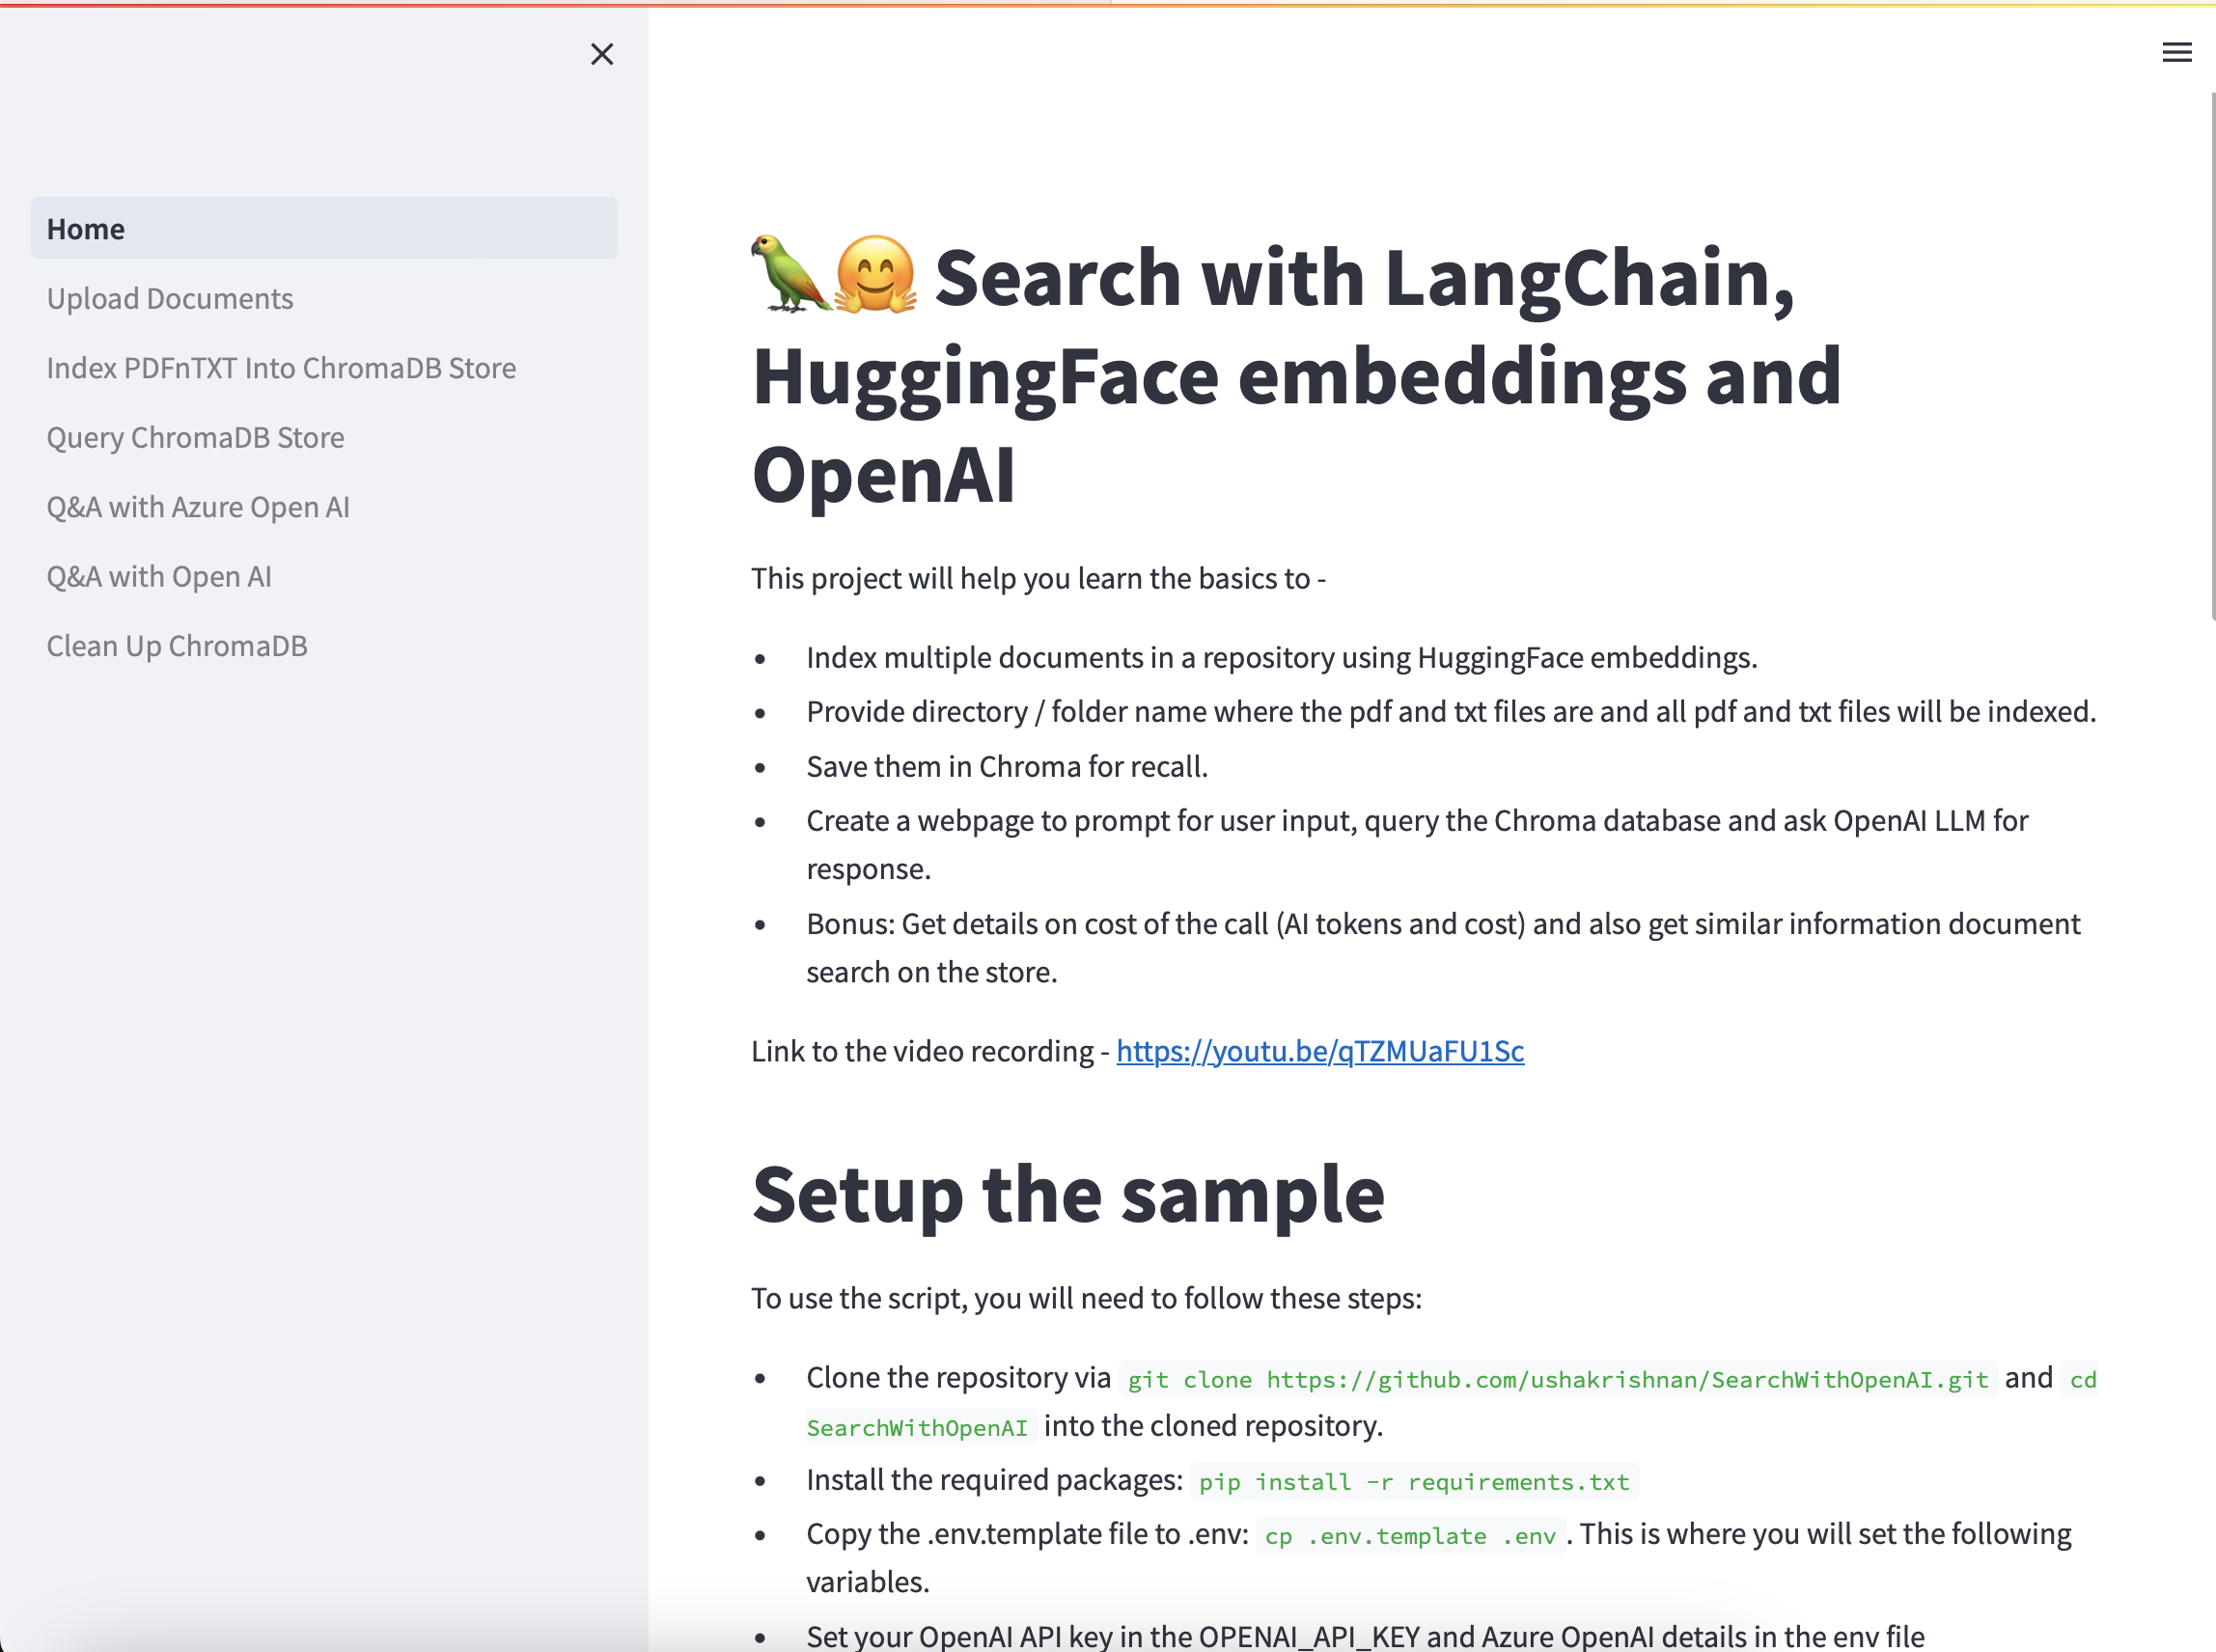 Home
Upload Documents
Index PDFnTXT Into ChromaDB Store
Query ChromaDB Store
Q&A with Azure Open AI
Q&A with Open AI
Clean Up ChromaDB
🦜🤗 Search with LangChain,
HuggingFace embeddings and
OpenAI
This project will help you learn the basics to -
• Index multiple documents in a repository using HuggingFace embeddings.
• Provide directory / folder name where the pdf and txt files are and all pdf and txt files will be indexed.
• Save them in Chroma for recall.
• Create a webpage to prompt for user input, query the Chroma database and ask OpenAI LLM for
response.
• Bonus: Get details on cost of the call (AI tokens and cost) and also get similar information document
search on the store.
Link to the video recording - https://youtu.be/qTZMUaFU1Sc
Setup the sample
To use the script, you will need to follow these steps:
• Clone the repository via git clone https://github.com/ushakrishnan/SearchWithOpenAI.git and cd
SearchWithOpenAI into the cloned repository.
• Install the required packages: pip install -r requirements.txt
• Copy the .env.template file to .env: cp .env.template .env . This is where you will set the following
variables.
• Set your OpenAI API key in the OPENAI_API_KEY and Azure OpenAI details in the env file